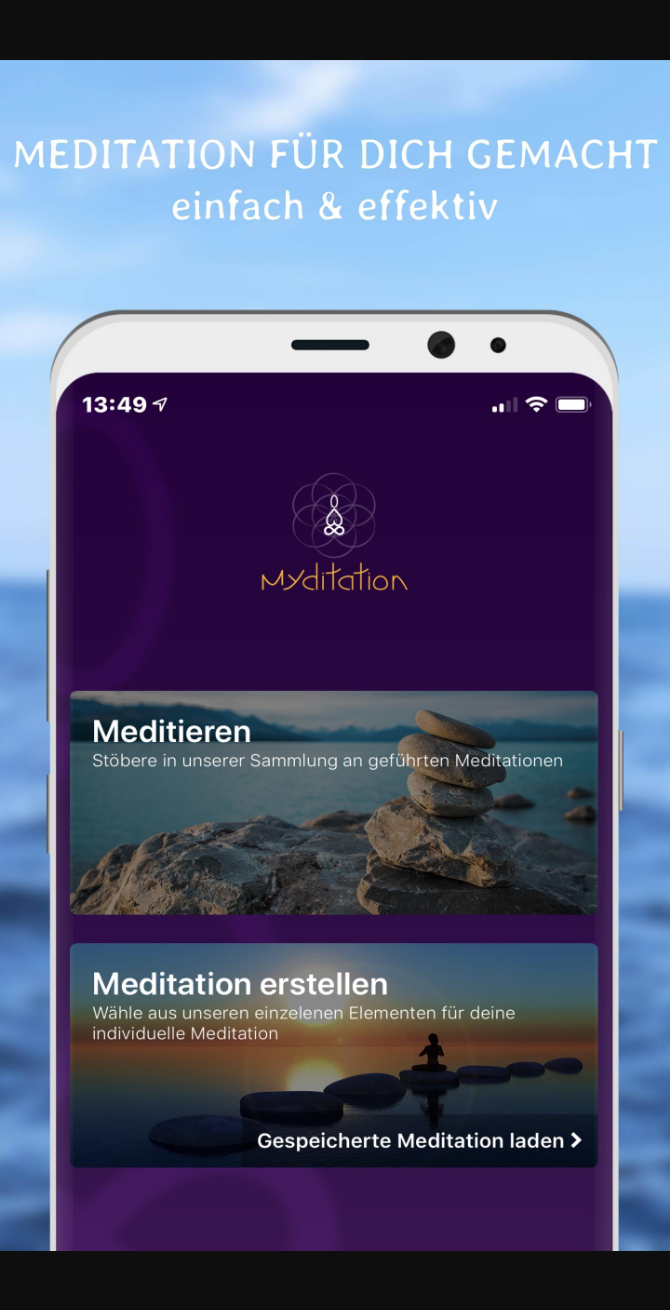 MEDITATION FÜR DICH GEMACHT
einfach & effektiv
13:49
Myditation
Meditieren
Stöbere in unserer Sammlung an geführten Meditationen
Meditation erstellen
Wähle aus unseren einzelenen Elementen für deine
individuelle Meditation
Gespeicherte Meditation laden